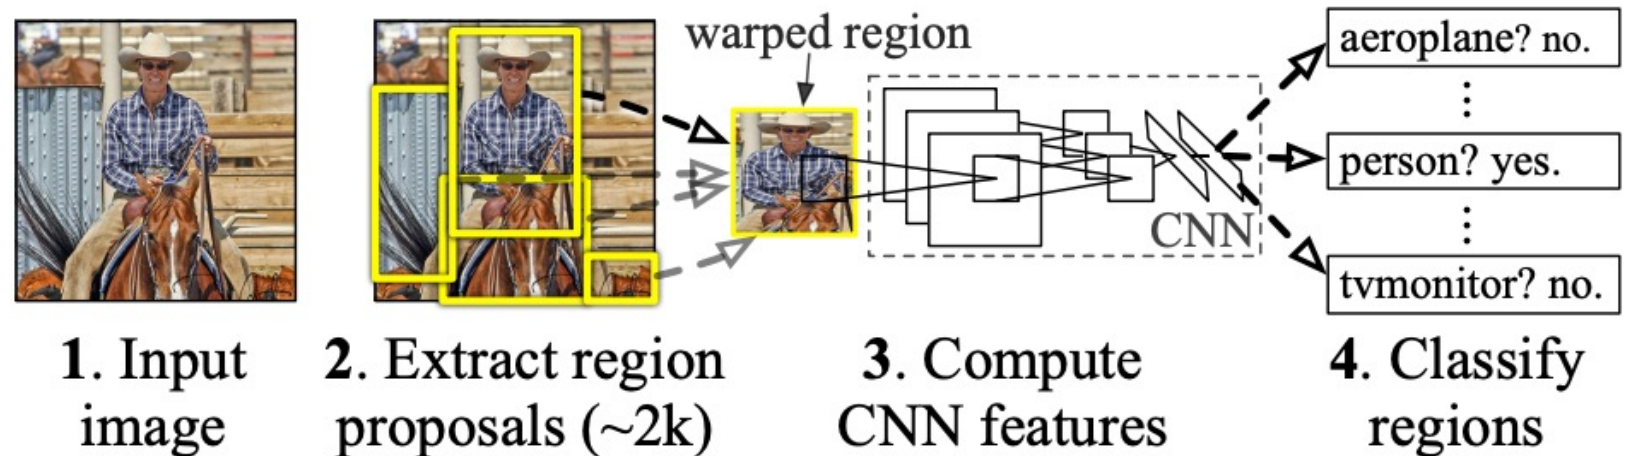 warped region
aeroplane? no.
person? yes.
CNN
tvmonitor? no.
1. Input
image
2. Extract region
proposals (~2k)
3. Compute
CNN features
4. Classify
regions